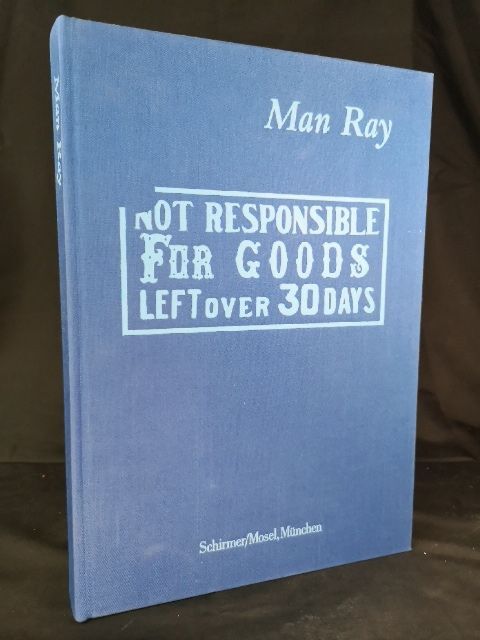 Man Ray
Man Ray
NOT RESPONSIBLE
FOR GOODS
LEFT OVER 30 DAYS
Schirmer/Mosel, München